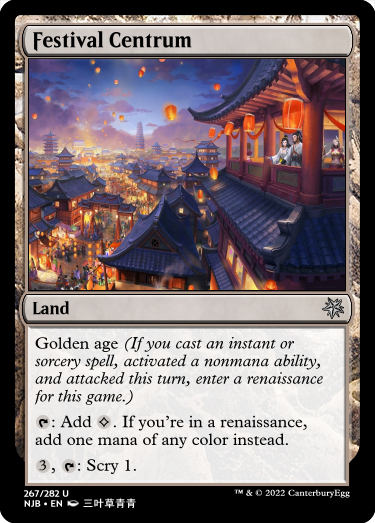 Festival Centrum
Land
Golden age (If you cast an instant or
sorcery spell, activated a nonmana ability,
and attacked this turn, enter a renaissance
for this game.)
: Add . If you're in a renaissance,
add one mana of any color instead.
3, : Scry 1.
267/282 U
NJB • EN 三叶草青青
™ & © 2022 CanterburyEgg